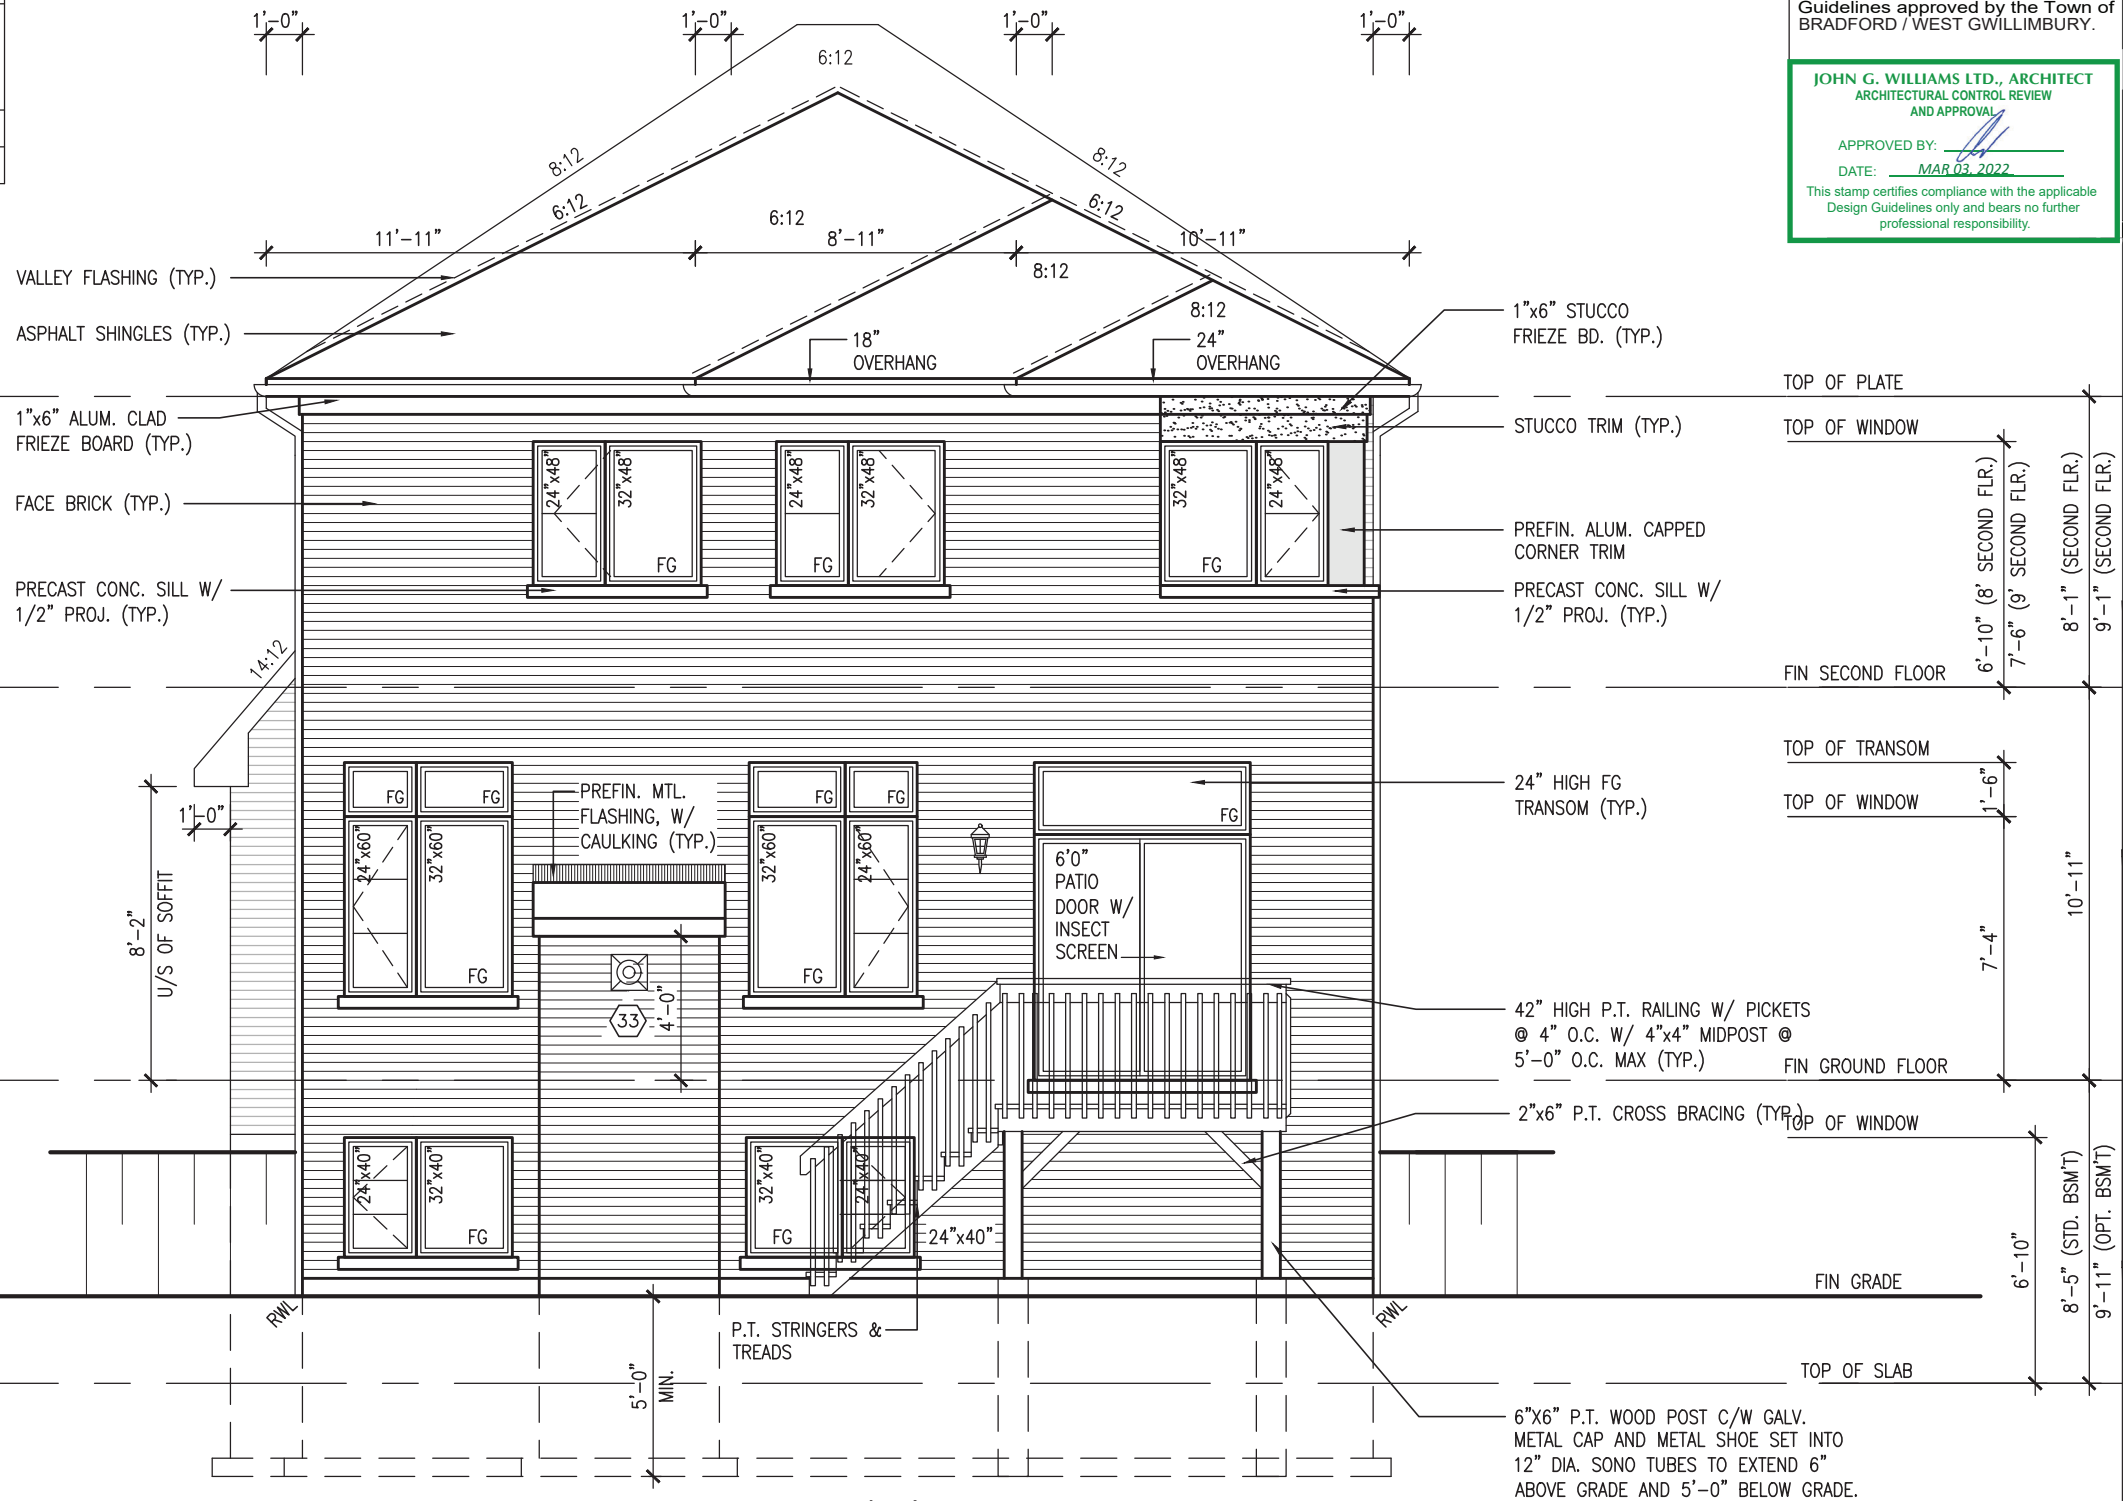 1'-0"
1'-0"
1'-0"
1'-0"
Guidelines approved by the Town of
BRADFORD / WEST GWILLIMBURY.
JOHN G. WILLIAMS LTD., ARCHITECT
ARCHITECTURAL CONTROL REVIEW
AND APPROVAL
APPROVED BY:
DATE: MAR 03, 2022
This stamp certifies compliance with the applicable
Design Guidelines only and bears no further
professional responsibility.
6:12
8:12
8:12
6:12
6:12
6:12
11'-11"
8'-11"
10'-11"
8:12
8:12
VALLEY FLASHING (TYP.)
ASPHALT SHINGLES (TYP.)
18"
OVERHANG
24"
OVERHANG
1"x6" STUCCO
FRIEZE BD. (TYP.)
1"x6" ALUM. CLAD
FRIEZE BOARD (TYP.)
STUCCO TRIM (TYP.)
TOP OF PLATE
TOP OF WINDOW
FACE BRICK (TYP.)
24"x48"
32"x48"
FG
24"x48"
32"x48"
FG
32"x48"
24"x48"
FG
PREFIN. ALUM. CAPPED
CORNER TRIM
PRECAST CONC. SILL W/
1/2" PROJ. (TYP.)
PRECAST CONC. SILL W/
1/2" PROJ. (TYP.)
6'-10" (8' SECOND FLR.)
7'-6" (9' SECOND FLR.)
8'-1" (SECOND FLR.)
9'-1" (SECOND FLR.)
14:12
FIN SECOND FLOOR
TOP OF TRANSOM
TOP OF WINDOW
1'-6"
24" HIGH FG
TRANSOM (TYP.)
1'-0"
8'-2"
U/S OF SOFFIT
FG
FG
24"x60"
32"x60"
FG
PREFIN. MTL.
FLASHING, W/
CAULKING (TYP.)
33
4'-0"
FG
FG
32"x60"
24"x60"
FG
FG
6'0"
PATIO
DOOR W/
INSECT
SCREEN
7'-4"
10'-11"
42" HIGH P.T. RAILING W/ PICKETS
@ 4" O.C. W/ 4"x4" MIDPOST @
5'-0" O.C. MAX (TYP.)
FIN GROUND FLOOR
2"x6" P.T. CROSS BRACING (TYP.)
TOP OF WINDOW
24"x40"
32"x40"
FG
32"x40"
24"x40"
FG
24"x40"
6'-10"
8'-5" (STD. BSM'T)
9'-11" (OPT. BSM'T)
FIN GRADE
RWL
RWL
P.T. STRINGERS &
TREADS
5'-0"
MIN.
TOP OF SLAB
6"X6" P.T. WOOD POST C/W GALV.
METAL CAP AND METAL SHOE SET INTO
12" DIA. SONO TUBES TO EXTEND 6"
ABOVE GRADE AND 5'-0" BELOW GRADE.